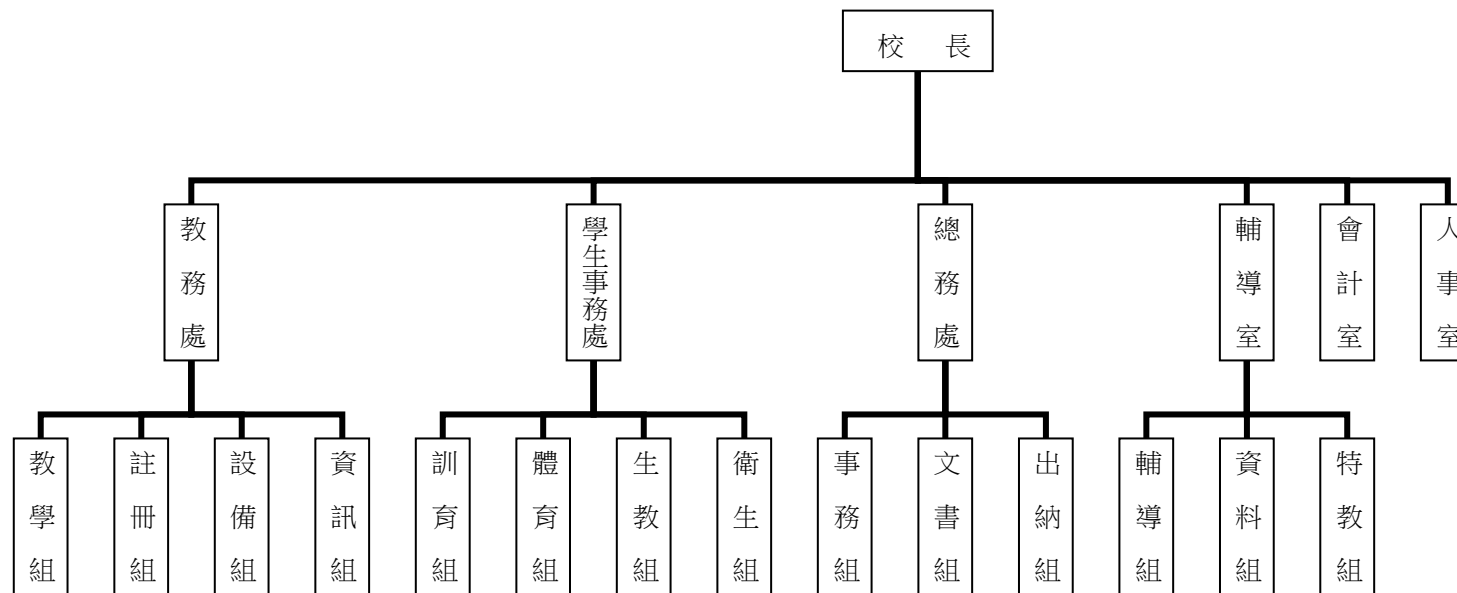 校長
教務處
學生事務處
總務處
輔導室
會計室
人事室
教學組
註冊組
設備組
資訊組
訓育組
體育組
生教組
衛生組
事務組
文書組
出納組
輔導組
資料組
特教組